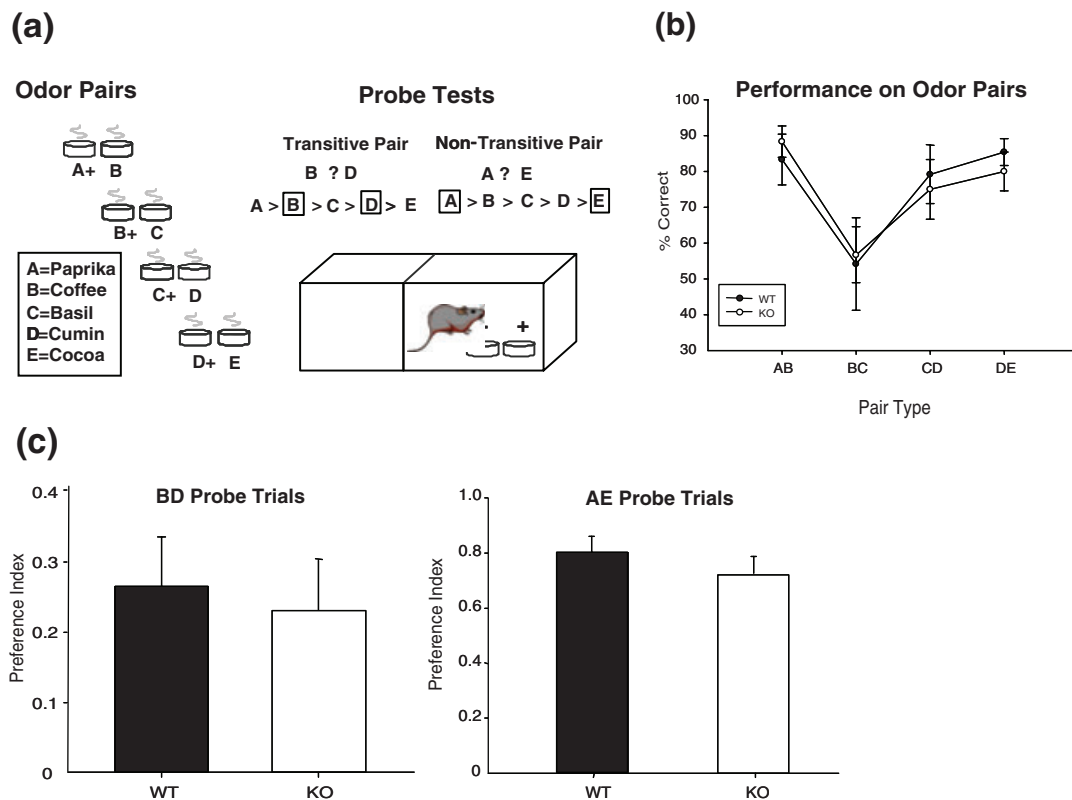 (a)
Odor Pairs
A+ B
B+ C
C+ D
D+ E
A=Paprika
B=Coffee
C=Basil
D=Cumin
E=Cocoa
Probe Tests
Transitive Pair
B ? D
A > B > C > D > E
Non-Transitive Pair
A ? E
A > B > C > D > E
- +
(b)
Performance on Odor Pairs
% Correct
100
90
80
70
60
50
40
30
WT
KO
AB BC CD DE
Pair Type
(c)
BD Probe Trials
Preference Index
0.4
0.3
0.2
0.1
0
WT KO
AE Probe Trials
Preference Index
1.0
0.8
0.6
0.4
0.2
0
WT KO